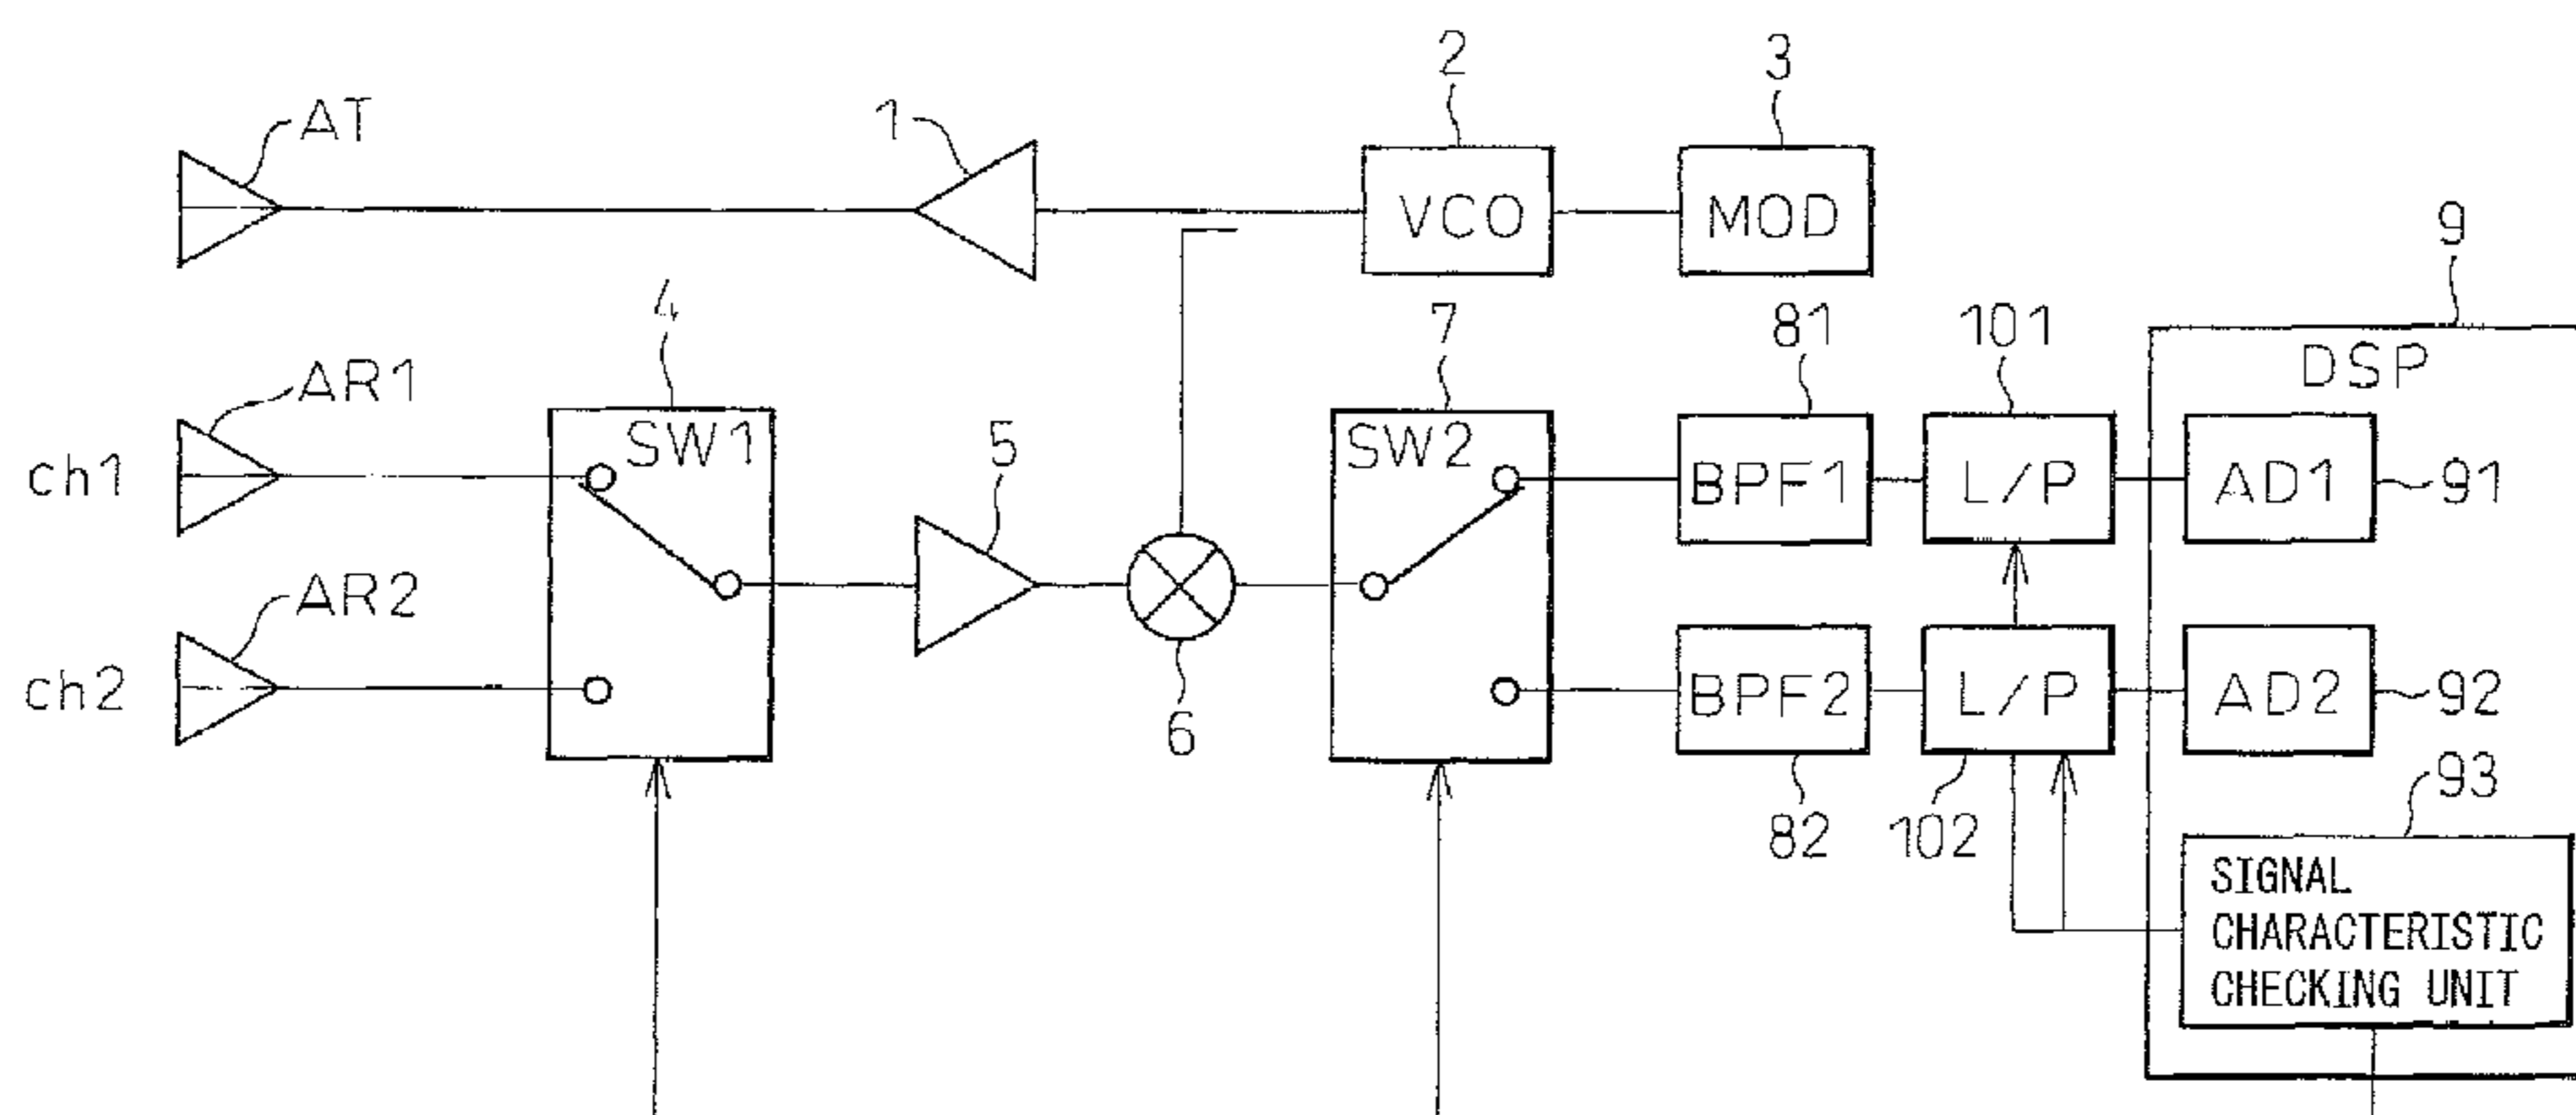 2
3
AT
1
VCO
MOD
9
4
7
81
101
DSP
AR1
ch1
SW1
5
SW2
BPF1
L/P
AD1
91
AR2
ch2
6
BPF2
L/P
AD2
92
82
102
93
SIGNAL
CHARACTERISTIC
CHECKING UNIT